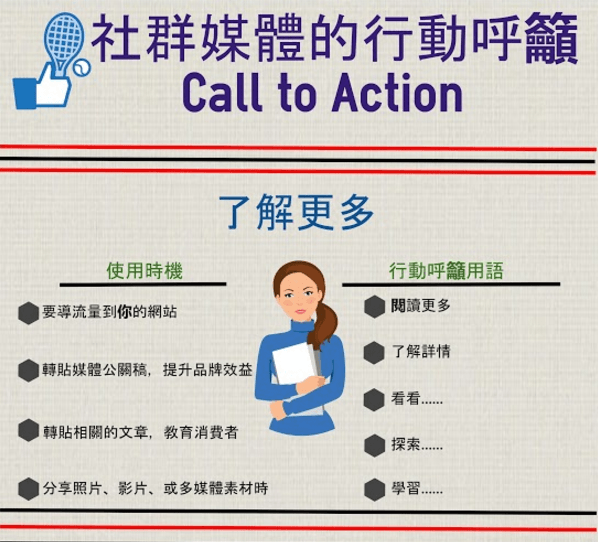 社群媒體的行動呼籲
Call to Action
了解更多
使用時機
要導流量到你的網站
轉貼媒體公關稿，提升品牌效益
轉貼相關的文章，教育消費者
分享照片、影片、或多媒體素材時
行動呼籲用語
閱讀更多
了解詳情
看看......
探索......
學習......